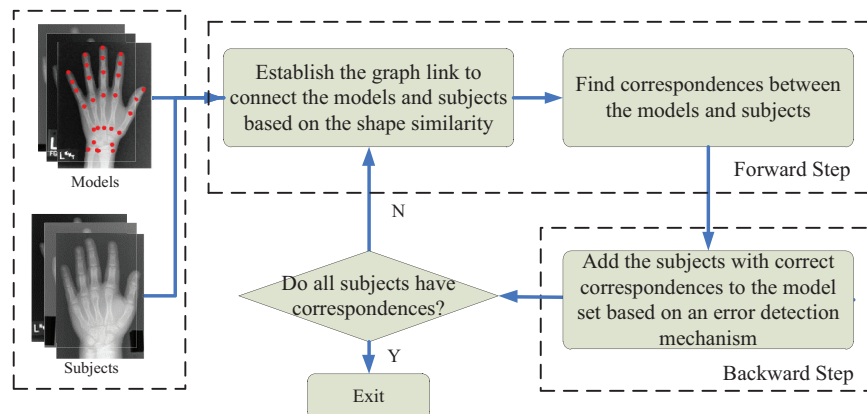 Establish the graph link to
connect the models and subjects
based on the shape similarity
Find correspondences between
the models and subjects
L
FG
L
Models
Forward Step
N
Do all subjects have
correspondences?
Add the subjects with correct
correspondences to the model
set based on an error detection
mechanism
Y
Subjects
Exit
Backward Step